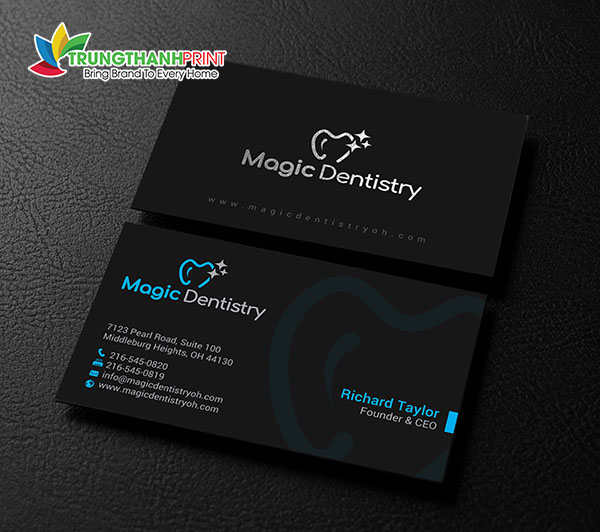 TRUNGTHANHPRINT
Bring Brand To Every Home
Magic Dentistry
www.magicdentistryoh.com
Magic Dentistry
7123 Pearl Road, Suite 100
Middleburg Heights, OH 44130
216-545-0820
216-545-0819
info@magicdentistryoh.com
www.magicdentistryoh.com
Richard Taylor
Founder & CEO